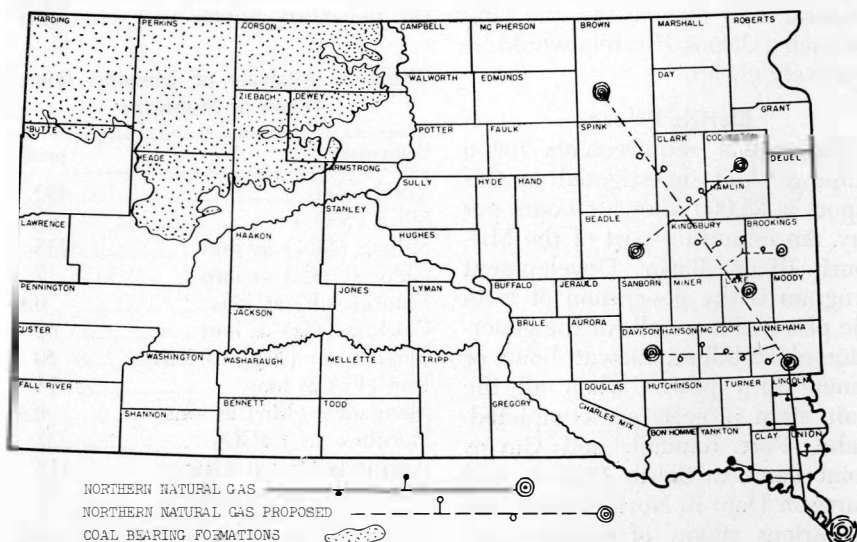 HARDING
PERKINS
CORSON
CAMPBELL
MC PHERSON
BROWN
MARSHALL
ROBERTS
WALWORTH
EDMUNDS
DAY
ZIEBACH
DEWEY
GRANT
BUTTE
POTTER
FAULK
SPINK
CLARK
COD
DEUEL
EADE
ARMSTRONG
SULLY
HYDE
HAND
HAMLIN
LAWRENCE
HAAKON
STANLEY
HUGHES
BEADLE
KINGSBURY
BROOKINGS
PENNINGTON
JACKSON
JONES
LYMAN
BUFFALO
JERAULD
SANBORN
MINER
LAKE
MOODY
BRULE
AURORA
DAVISON
HANSON
MC COOK
MINNEHAHA
USTER
WASHINGTON
WASHABAUGH
MELLETTE
TRIPP
FALL RIVER
SHANNON
BENNETT
TODD
GREGORY
DOUGLAS
CHARLES MIX
HUTCHINSON
TURNER
LINCOLN
BON HOMME
YANKTON
CLAY
UNION
NORTHERN NATURAL GAS
NORTHERN NATURAL GAS PROPOSED
COAL BEARING FORMATIONS